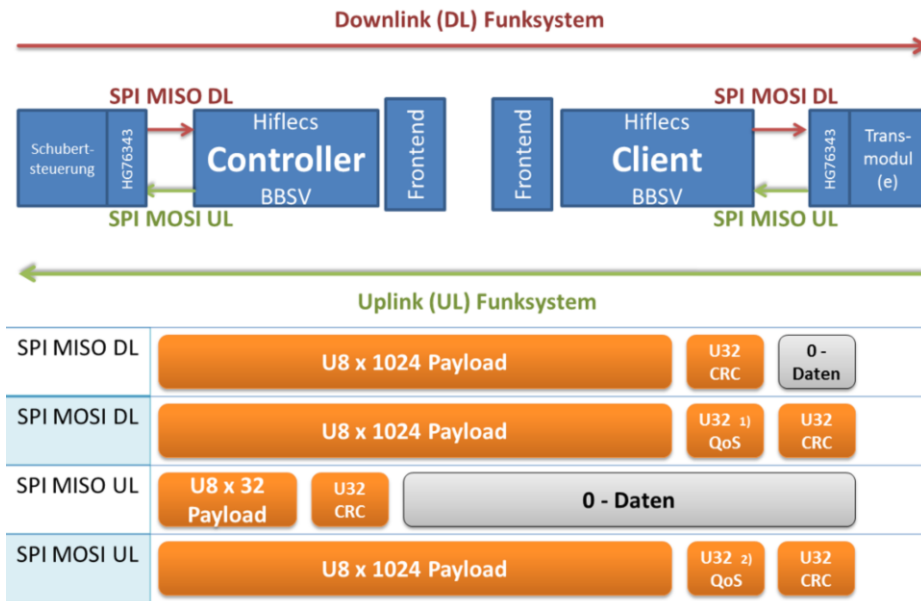 Downlink (DL) Funksystem
SPI MISO DL
SPI MOSI DL
Schubert-
steuerung
HG76343
Hiflecs
Controller
BBSV
Frontend
Frontend
Hiflecs
Client
BBSV
HG76343
Trans-
modul
(e)
SPI MOSI UL
SPI MISO UL
Uplink (UL) Funksystem
SPI MISO DL
U8 x 1024 Payload
U32
CRC
0 -
Daten
SPI MOSI DL
U8 x 1024 Payload
U32 1)
QoS
U32
CRC
SPI MISO UL
U8 x 32
Payload
U32
CRC
0 - Daten
SPI MOSI UL
U8 x 1024 Payload
U32 2)
QoS
U32
CRC